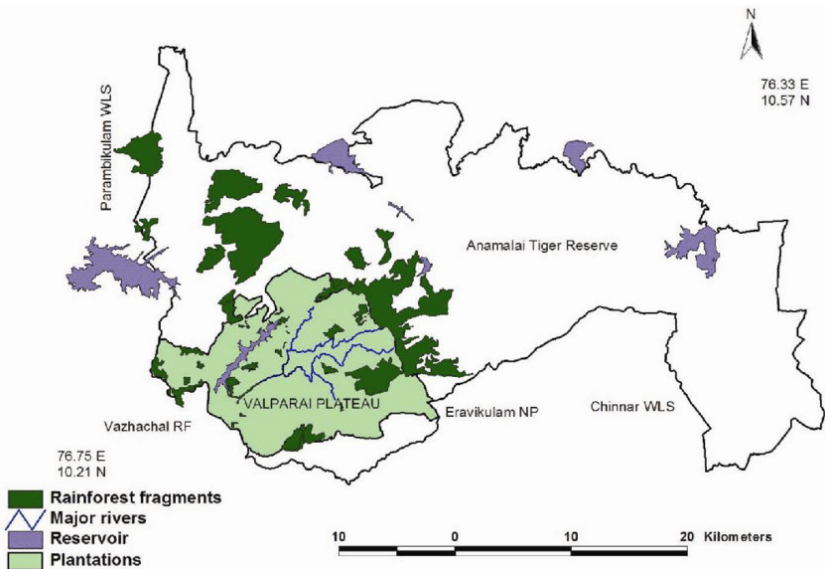 N
76.33 E
10.57 N
Parambikulam WLS
Anamalai Tiger Reserve
VALPARAI PLATEAU
Eravikulam NP
Chinnar WLS
Vazhachal RF
76.75 E
10.21 N
Rainforest fragments
Major rivers
Reservoir
Plantations
10 0 10 20 Kilometers